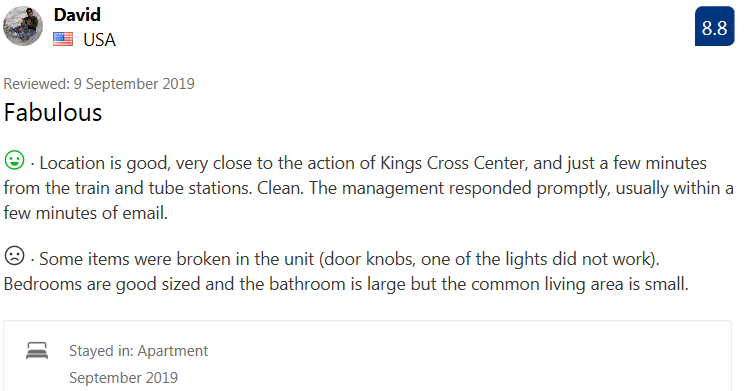 David
USA
8.8
Reviewed: 9 September 2019
Fabulous
· Location is good, very close to the action of Kings Cross Center, and just a few minutes
from the train and tube stations. Clean. The management responded promptly, usually within a
few minutes of email.
· Some items were broken in the unit (door knobs, one of the lights did not work).
Bedrooms are good sized and the bathroom is large but the common living area is small.
Stayed in: Apartment
September 2019